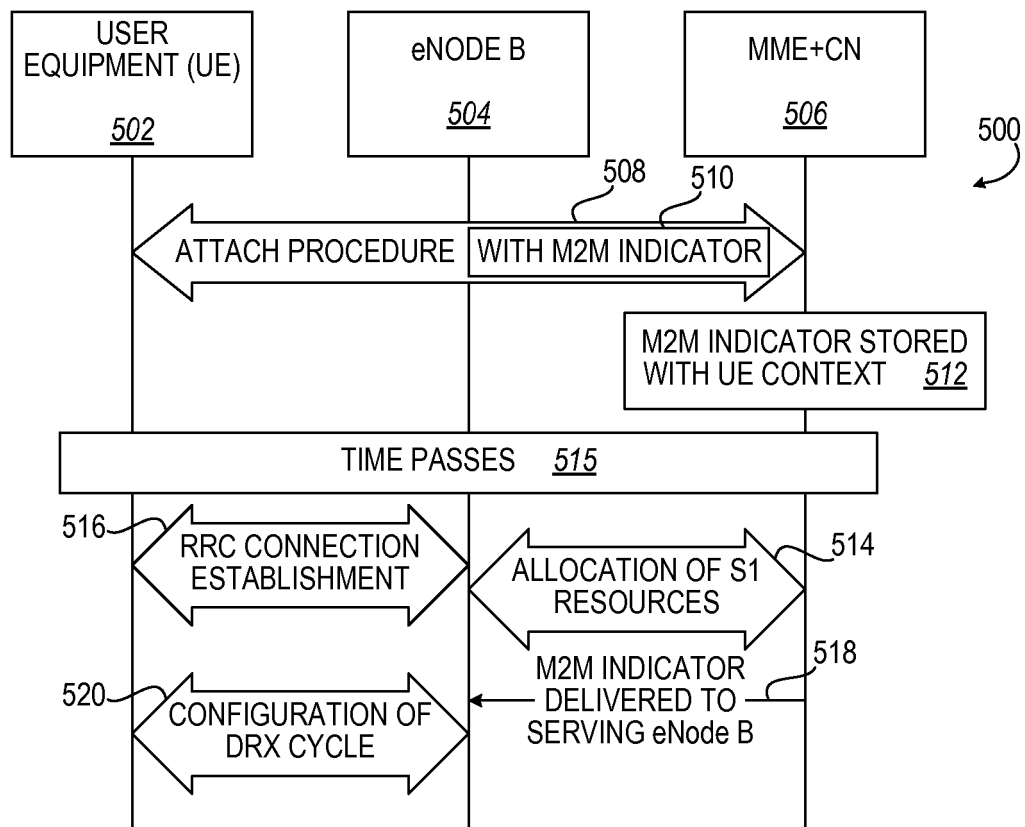 USER
EQUIPMENT (UE)
502
eNODE B
504
MME+CN
506
500
508
510
ATTACH PROCEDURE
WITH M2M INDICATOR
M2M INDICATOR STORED
WITH UE CONTEXT 512
TIME PASSES 515
516
RRC CONNECTION
ESTABLISHMENT
514
ALLOCATION OF S1
RESOURCES
518
M2M INDICATOR
DELIVERED TO
SERVING eNode B
520
CONFIGURATION OF
DRX CYCLE